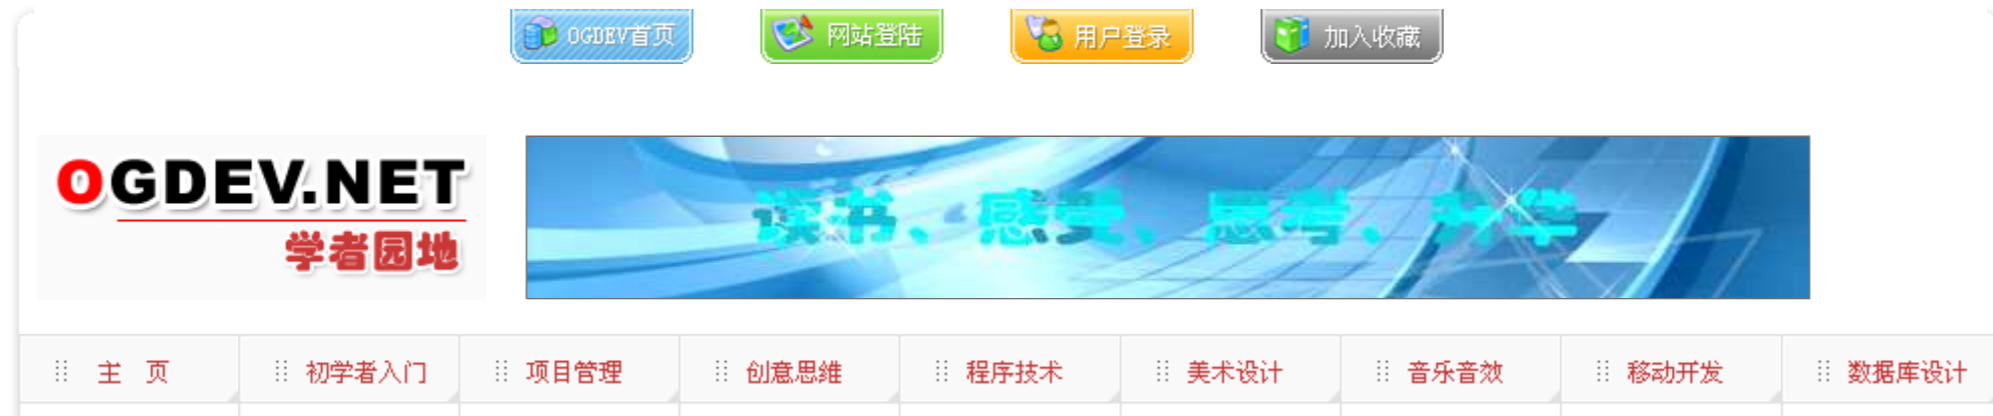 OGDEV首页 网站登陆 用户登录 加入收藏
OGDEV.NET
学者园地
读书、感受、思考、升华
主 页 初学者入门 项目管理 创意思维 程序技术 美术设计 音乐音效 移动开发 数据库设计